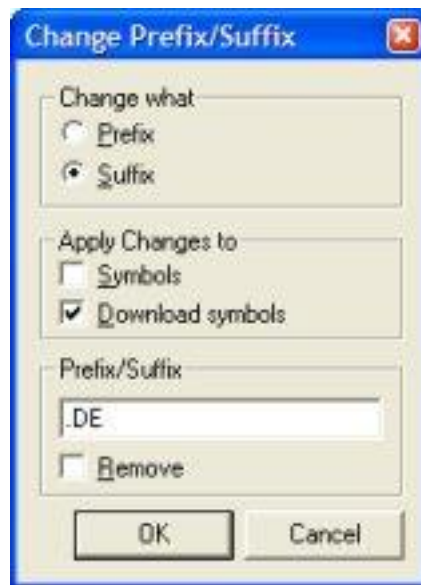 Change Prefix/Suffix
Change what
Prefix
Suffix
Apply Changes to
Symbols
Download symbols
Prefix/Suffix
.DE
Remove
OK Cancel